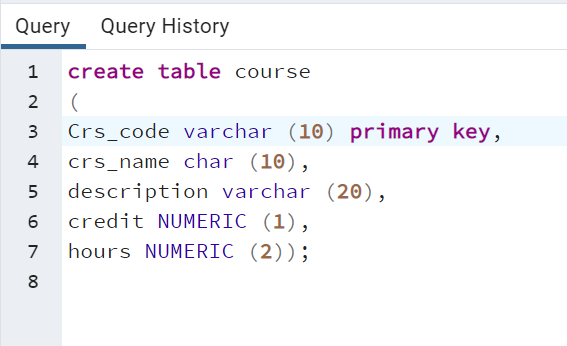 Query Query History
1 create table course
2 (
3 Crs_code varchar (10) primary key,
4 crs_name char (10),
5 description varchar (20),
6 credit NUMERIC (1),
7 hours NUMERIC (2));
8